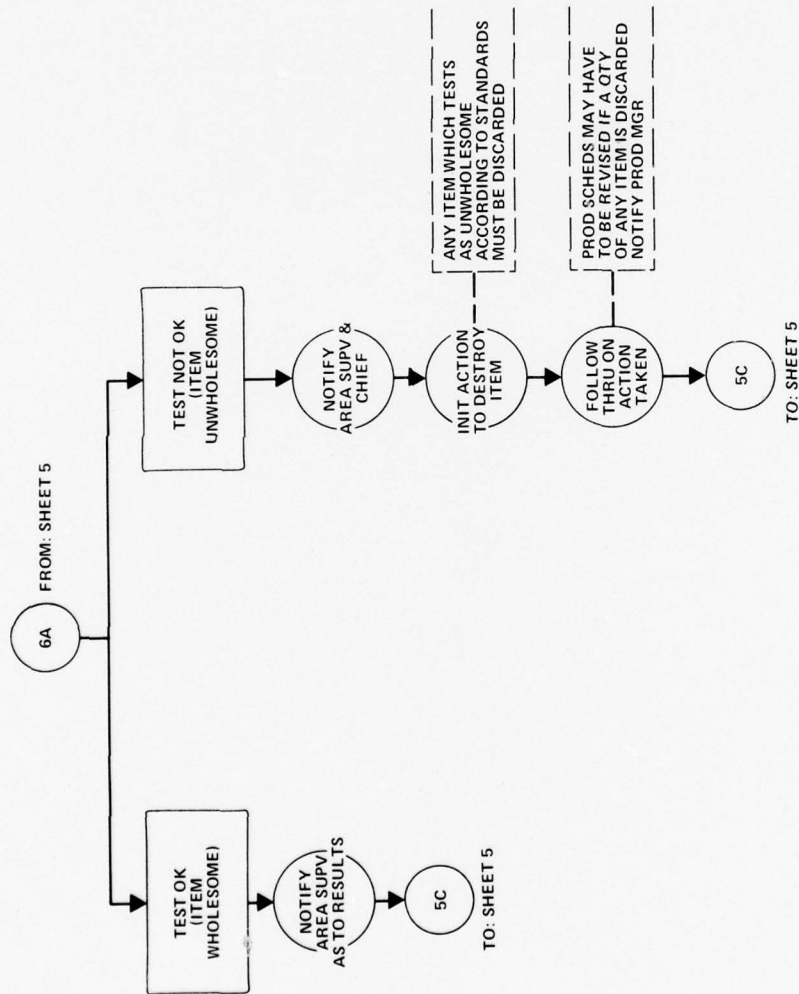 6A
FROM: SHEET 5
TEST OK
(ITEM
WHOLESOME)
NOTIFY
AREA SUPV
AS TO RESULTS
5C
TO: SHEET 5
TEST NOT OK
(ITEM
UNWHOLESOME)
NOTIFY
AREA SUPV &
CHIEF
INIT ACTION
TO DESTROY
ITEM
ANY ITEM WHICH TESTS
AS UNWHOLESOME
ACCORDING TO STANDARDS
MUST BE DISCARDED
FOLLOW
THRU ON
ACTION
TAKEN
PROD SCHEDS MAY HAVE
TO BE REVISED IF A QTY
OF ANY ITEM IS DISCARDED
NOTIFY PROD MGR
5C
TO: SHEET 5